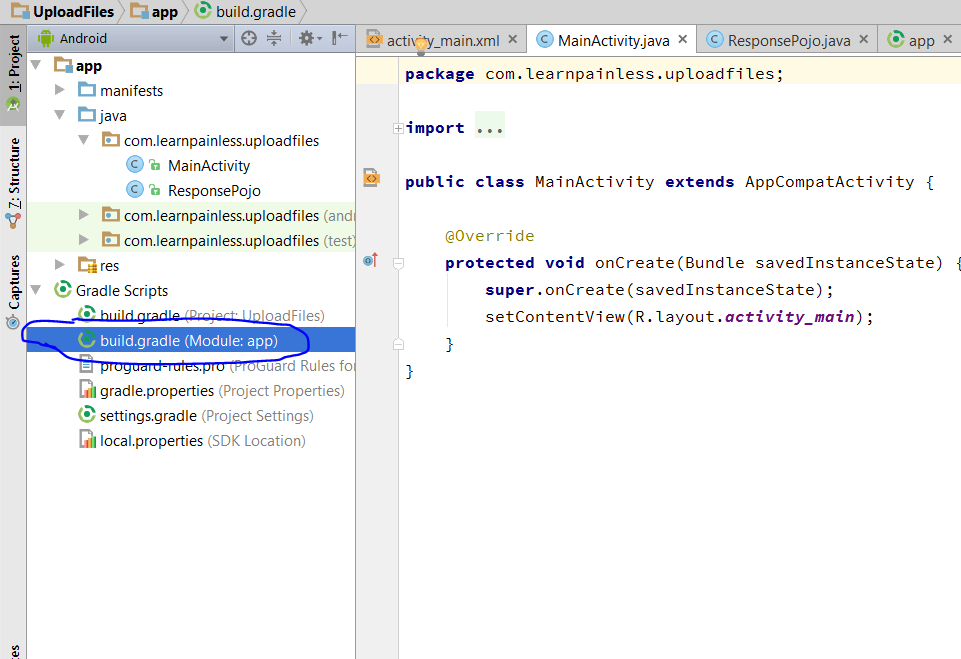 UploadFiles app build.gradle
1: Project
Z: Structure
Captures
Android
app
manifests
java
com.learnpainless.uploadfiles
MainActivity
ResponsePojo
com.learnpainless.uploadfiles (and
com.learnpainless.uploadfiles (test)
res
Gradle Scripts
build.gradle (Project: UploadFiles)
build.gradle (Module: app)
proguard-rules.pro (ProGuard Rules for
gradle.properties (Project Properties)
settings.gradle (Project Settings)
local.properties (SDK Location)
activity_main.xml MainActivity.java ResponsePojo.java app
package com.learnpainless.uploadfiles;
import ...
public class MainActivity extends AppCompatActivity {
@Override
protected void onCreate(Bundle savedInstanceState) {
super.onCreate(savedInstanceState);
setContentView(R.layout.activity_main);
}
}